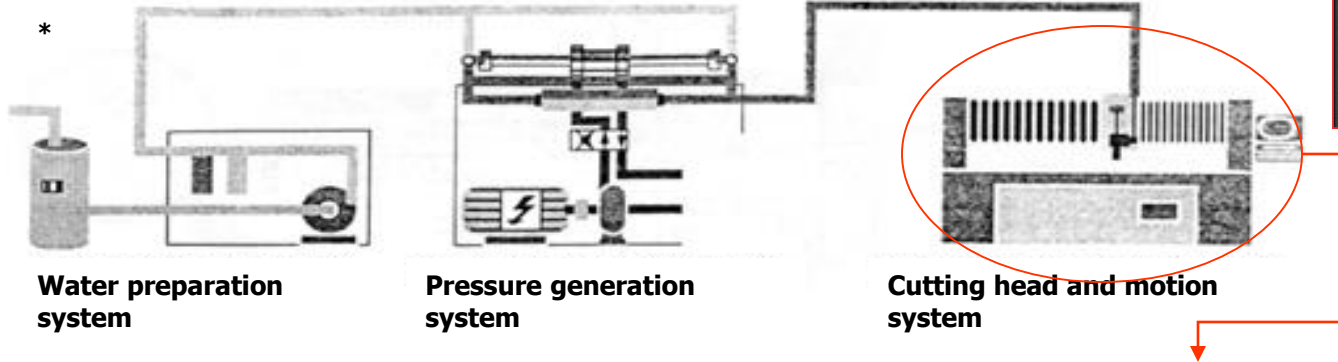 *
Water preparation
system
Pressure generation
system
Cutting head and motion
system